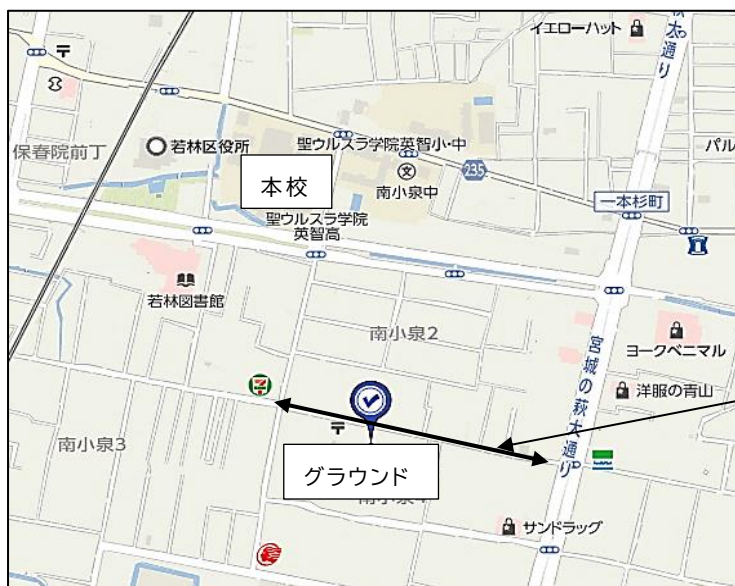 イエローハット
宮城の萩大通り
保春院前丁
若林区役所
聖ウルスラ学院英智小・中
パル
本校
南小泉中
235
一本杉町
聖ウルスラ学院
英智高
若林図書館
南小泉2
ヨークベニマル
宮城の萩大通り
洋服の青山
7
南小泉3
グラウンド
サンドラッグ